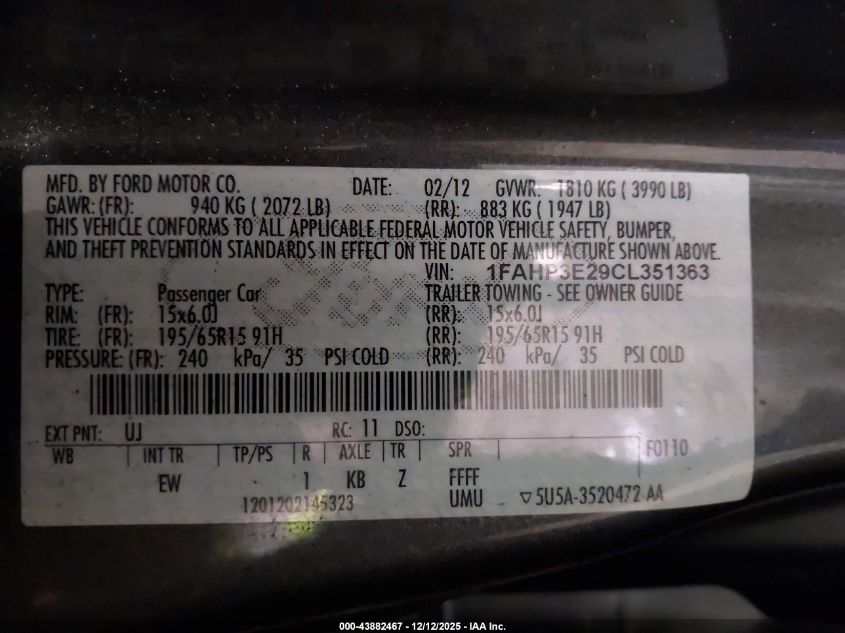 MFD. BY FORD MOTOR CO. DATE: 02/12 GVWR: 1810 KG ( 3990 LB)
GAWR: (FR): 940 KG ( 2072 LB) (RR): 883 KG ( 1947 LB)
THIS VEHICLE CONFORMS TO ALL APPLICABLE FEDERAL MOTOR VEHICLE SAFETY, BUMPER,
AND THEFT PREVENTION STANDARDS IN EFFECT ON THE DATE OF MANUFACTURE SHOWN ABOVE.
VIN: 1FAHP3E29CL351363
TYPE: Passenger Car TRAILER TOWING - SEE OWNER GUIDE
RIM: (FR): 15x6.0J (RR): 15x6.0J
TIRE: (FR): 195/65R15 91H (RR): 195/65R15 91H
PRESSURE: (FR): 240 kPa/ 35 PSI COLD (RR): 240 kPa/ 35 PSI COLD
EXT PNT: UJ RC: 11 DSO:
WB INT TR TP/PS R AXLE TR SPR F0110
EW 1 KB Z FFFF
1201202145323 UMU ▽ 5U5A-3520472 AA
000-43882467 - 12/12/2025 - IAA Inc.